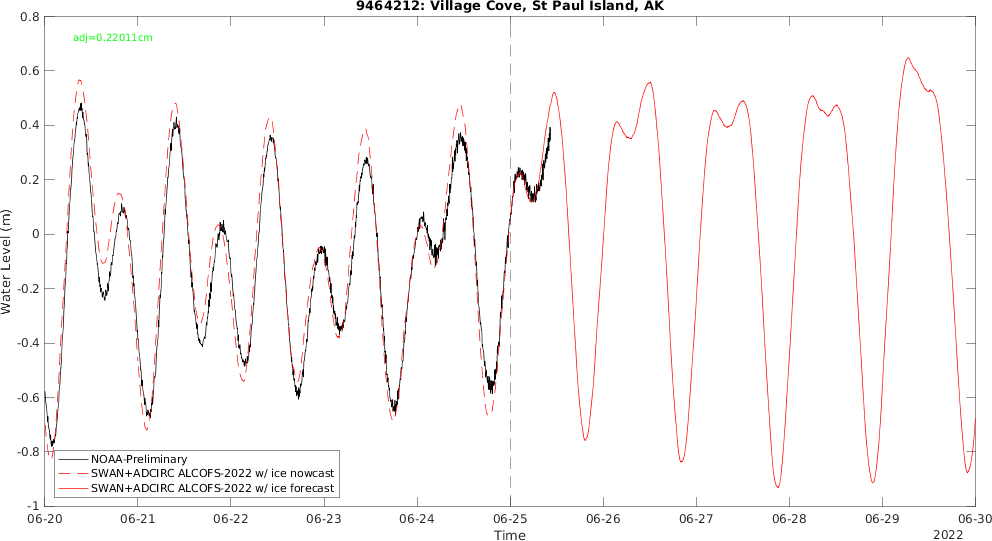 9464212: Village Cove, St Paul Island, AK
adj=0.22011cm
Water Level (m)
0.8
0.6
0.4
0.2
0
-0.2
-0.4
-0.6
-0.8
-1
NOAA-Preliminary
SWAN+ADCIRC ALCOFS-2022 w/ ice nowcast
SWAN+ADCIRC ALCOFS-2022 w/ ice forecast
06-20 06-21 06-22 06-23 06-24 06-25 06-26 06-27 06-28 06-29 06-30
Time
2022